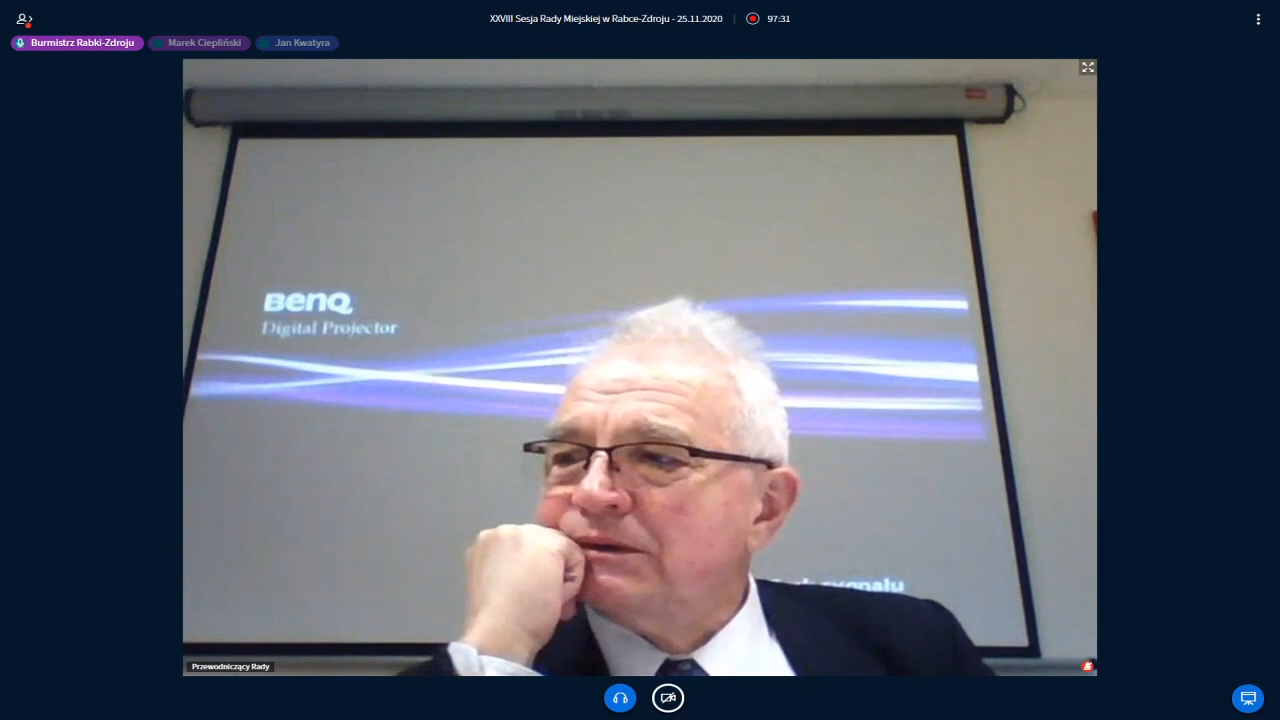 XXVIII Sesja Rady Miejskiej w Rabce-Zdroju - 25.11.2020
97:31
Burmistrz Rabki-Zdroju
Marek Ciepliński
Jan Kwatyra
BenQ
Digital Projector
sygnału
Przewodniczący Rady